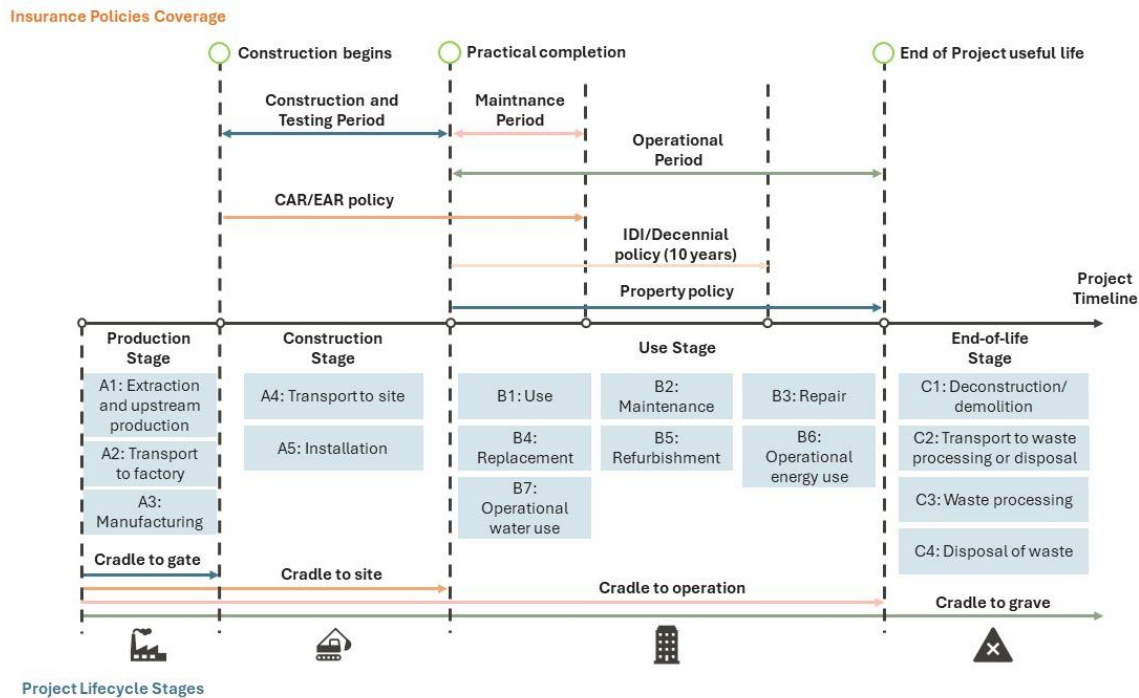 Insurance Policies Coverage
Construction begins
Practical completion
End of Project useful life
Construction and
Testing Period
Maintnance
Period
Operational
Period
CAR/EAR policy
IDI/Decennial
policy (10 years)
Property policy
Project
Timeline
Production
Stage
Construction
Stage
Use Stage
End-of-life
Stage
A1: Extraction
and upstream
production
A2: Transport
to factory
A3:
Manufacturing
A4: Transport to site
A5: Installation
B1: Use
B2:
Maintenance
B3: Repair
B4:
Replacement
B5:
Refurbishment
B6:
Operational
energy use
B7:
Operational
water use
C1: Deconstruction/
demolition
C2: Transport to waste
processing or disposal
C3: Waste processing
C4: Disposal of waste
Cradle to gate
Cradle to site
Cradle to operation
Cradle to grave
Project Lifecycle Stages